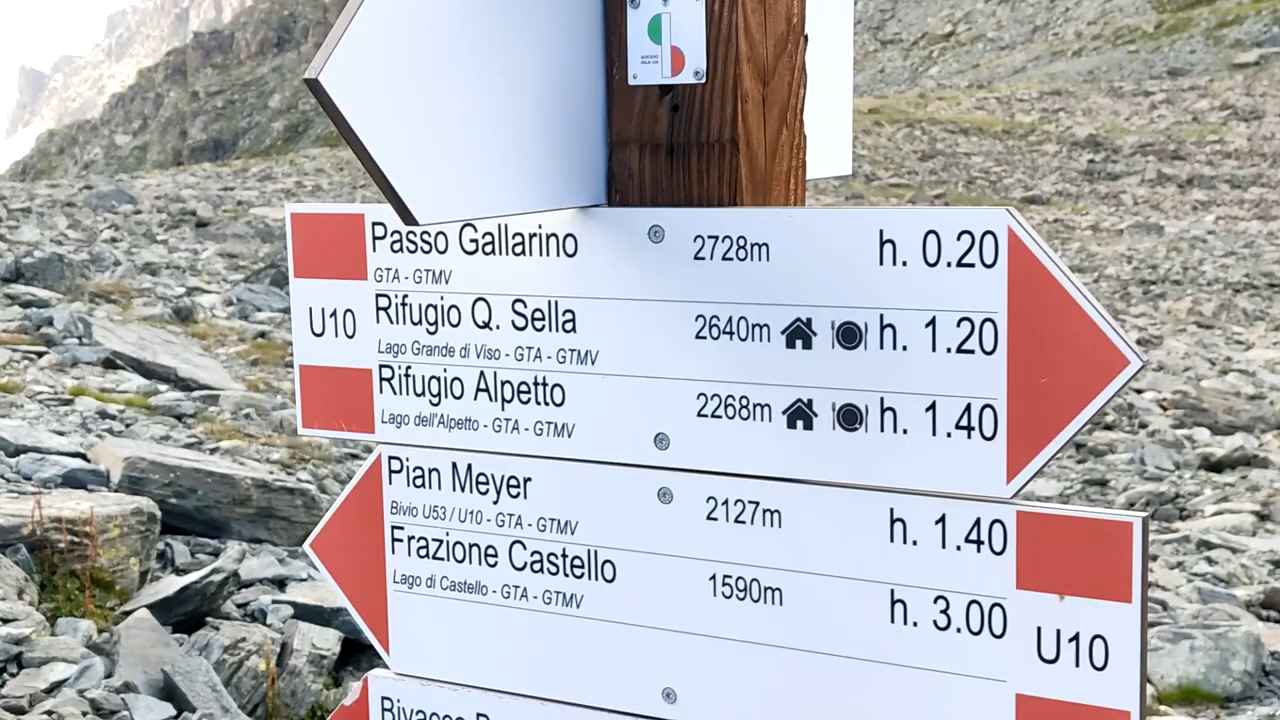 Passo Gallarino 2728m h. 0.20
GTA - GTMV
U10
Rifugio Q. Sella 2640m h. 1.20
Lago Grande di Viso - GTA - GTMV
Rifugio Alpetto 2268m h. 1.40
Lago dell'Alpetto - GTA - GTMV
Pian Meyer 2127m h. 1.40
Bivio U53 / U10 - GTA - GTMV
Frazione Castello 1590m h. 3.00
Lago di Castello - GTA - GTMV
U10
Bivacco